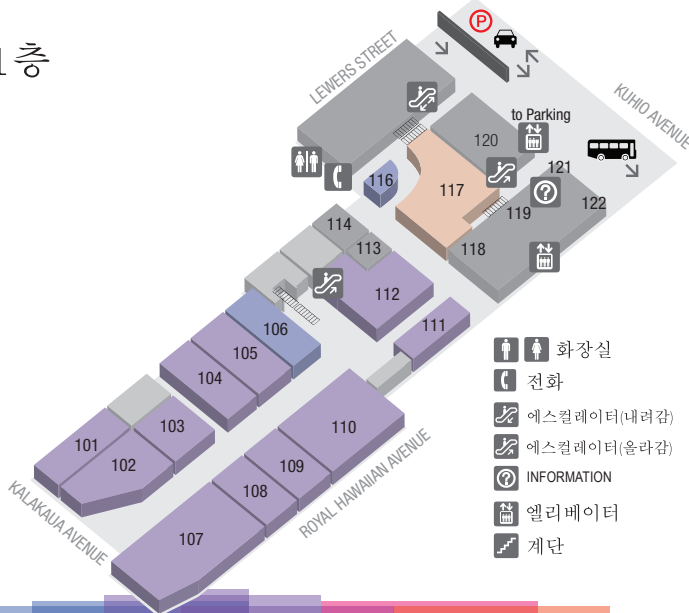 1층
LEWERS STREET
P
KUHIO AVENUE
to Parking
120
121
116
117
119
122
118
114
113
112
111
106
105
104
103
101
102
110
109
108
107
KALAKAUA AVENUE
ROYAL HAWAIIAN AVENUE
화장실
전화
에스컬레이터(내려감)
에스컬레이터(올라감)
? INFORMATION
엘리베이터
계단